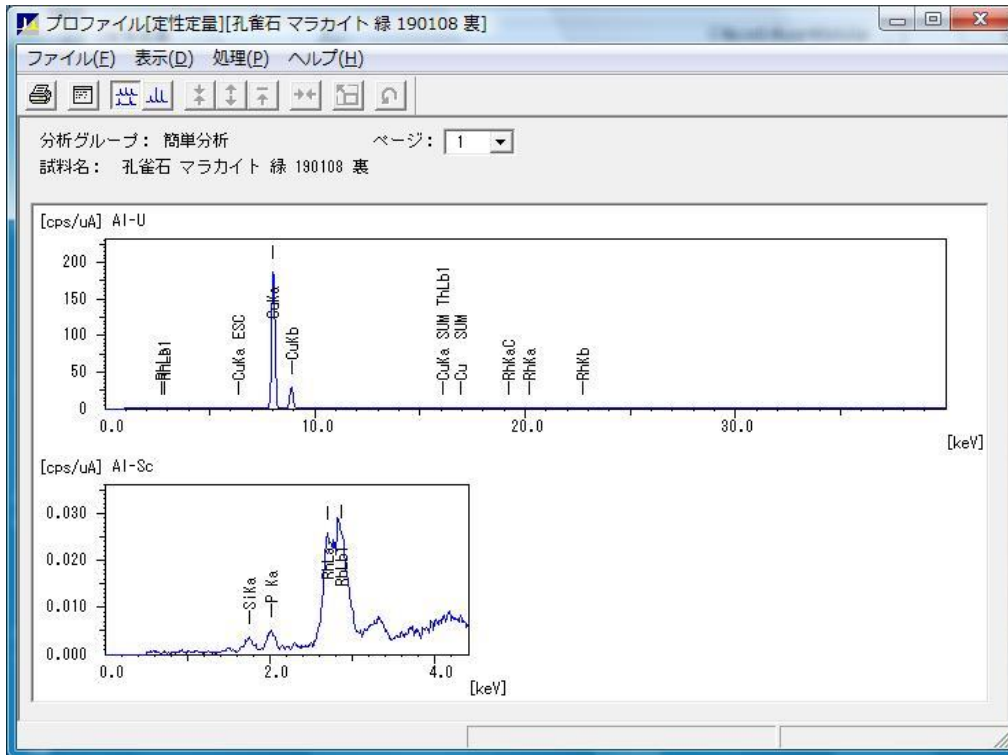 プロファイル[定性定量][孔雀石 マラカイト 緑 190108 裏]
ファイル(F) 表示(D) 処理(P) ヘルプ(H)
分析グループ: 簡単分析 ページ: 1
試料名: 孔雀石 マラカイト 緑 190108 裏
[cps/uA] Al-U
200
150
100
50
0
RhLb1
CuKa ESC
CuKa
CuKb
CuKa SUM ThLb1
Cu SUM
RhKaC
RhKa
RhKb
0.0 10.0 20.0 30.0
[keV]
[cps/uA] Al-Sc
0.030
0.020
0.010
0.000
SiKa
P Ka
RhLa
RhLb1
0.0 2.0 4.0
[keV]